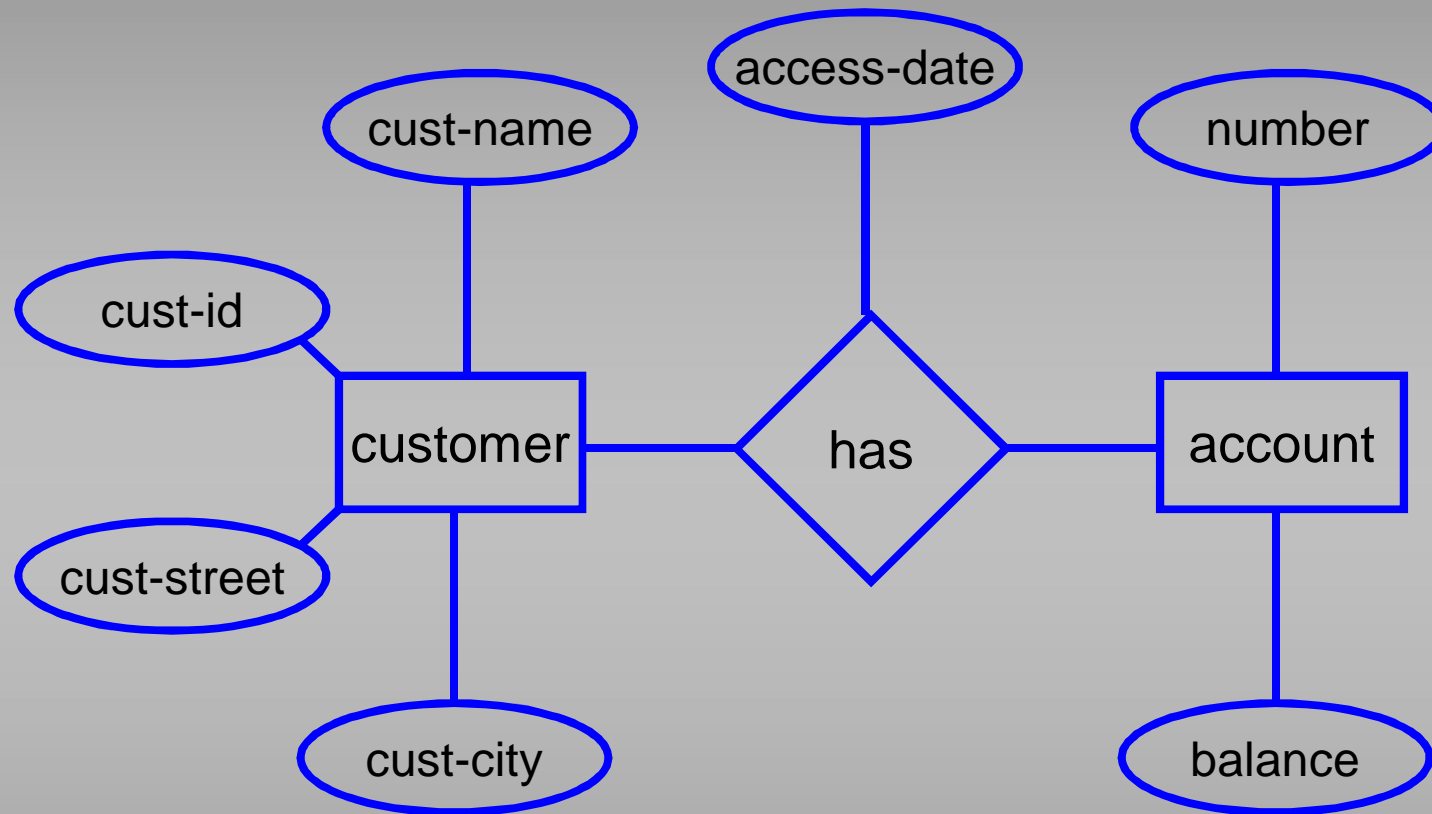 access-date
cust-name
number
cust-id
customer
has
account
cust-street
cust-city
balance